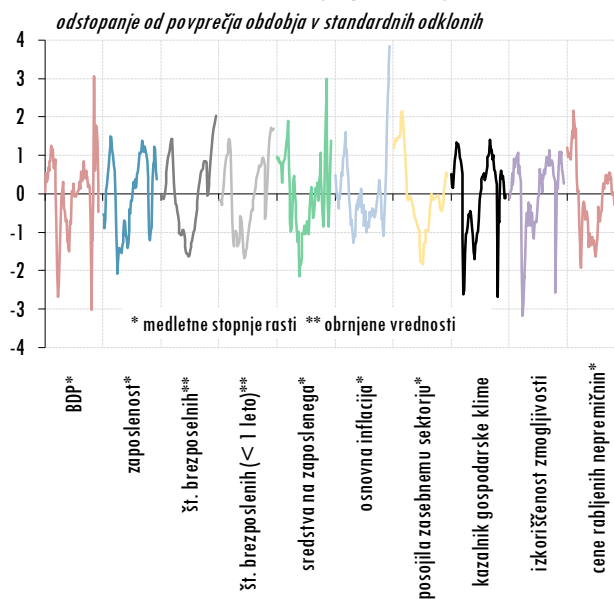 odstopanje od povprečja obdobja v standardnih odklonih
4
3
2
1
0
-1
-2
-3
-4
* medletne stopnje rasti ** obrnjene vrednosti
BDP*
zaposlenost*
št. brezposelnih**
št. brezposlenih (< 1 leto)**
sredstva na zaposlenega*
osnovna inflacija*
posojila zasebnemu sektorju*
kazalnik gospodarske klime
izkoriščenost zmogljivosti
cene rabljenih nepremičnin*